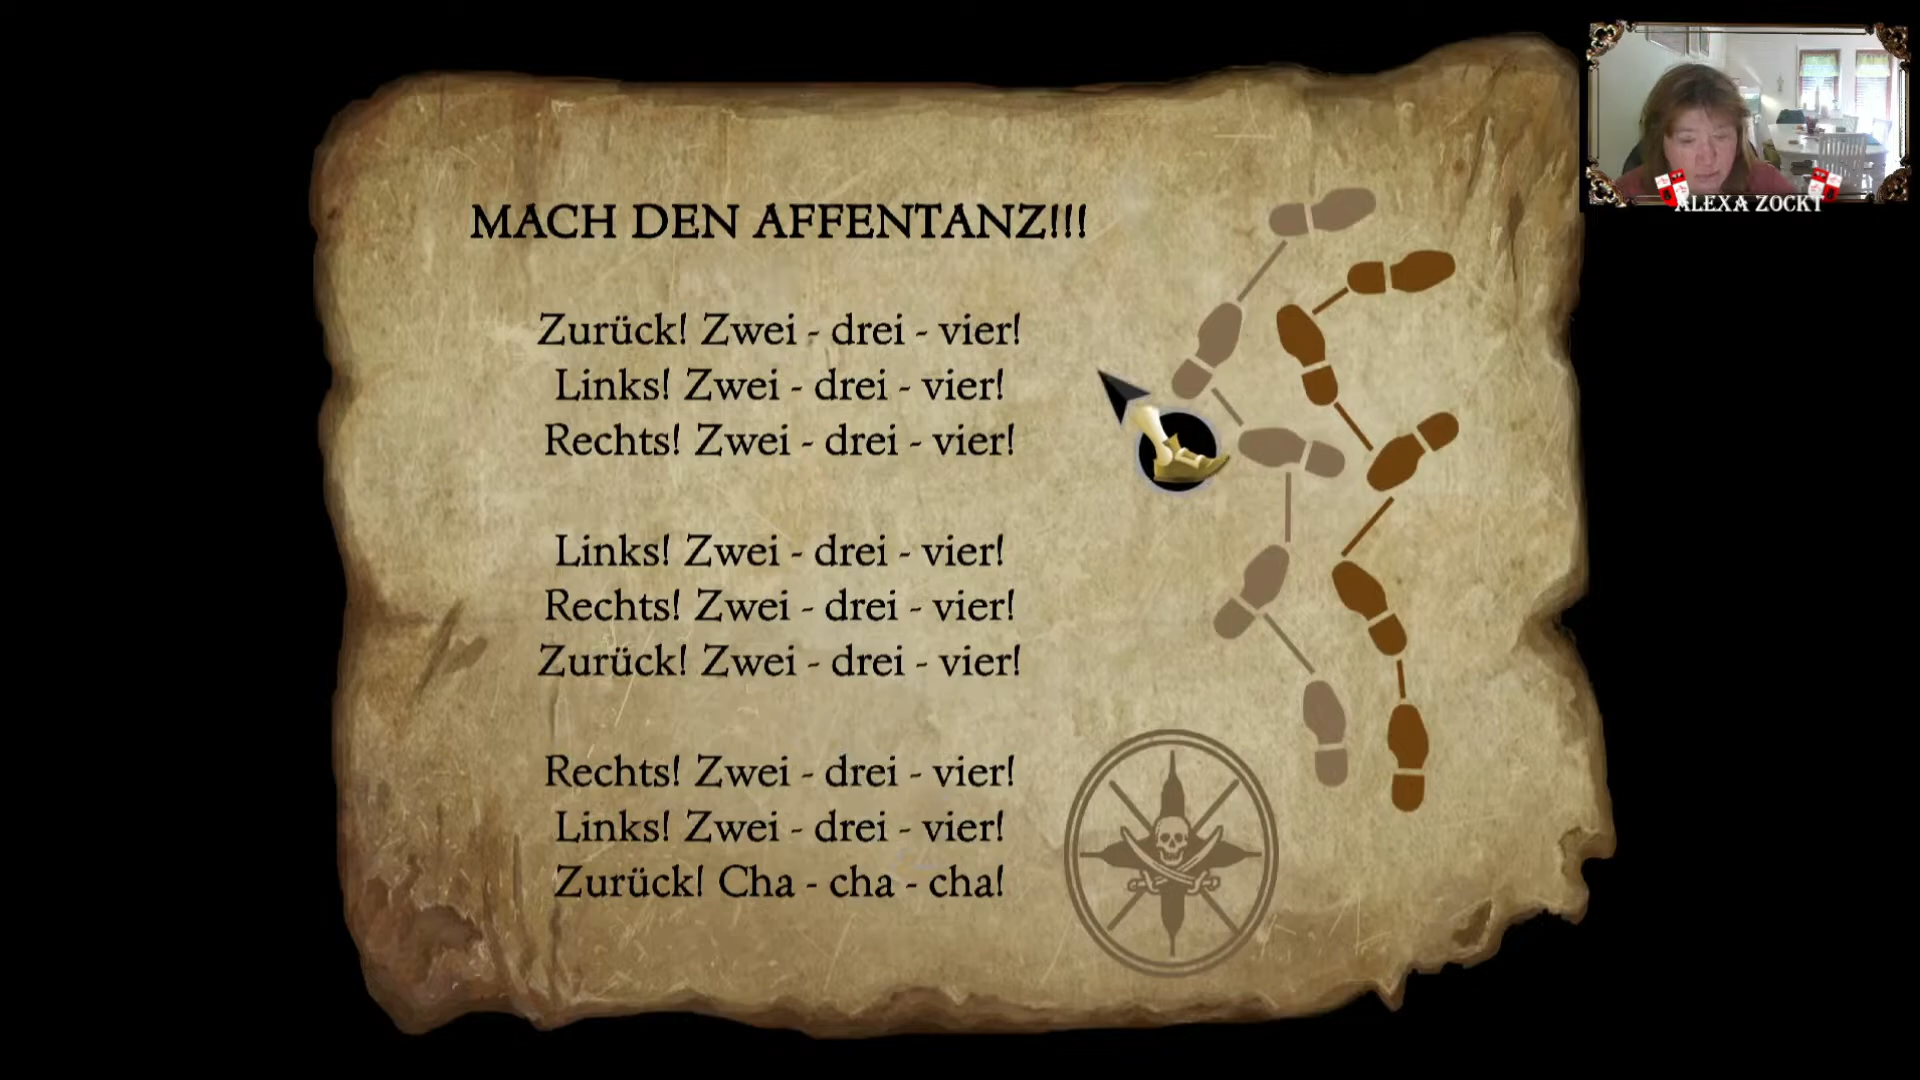 MACH DEN AFFENTANZ!!!
Zurück! Zwei - drei - vier!
Links! Zwei - drei - vier!
Rechts! Zwei - drei - vier!
Links! Zwei - drei - vier!
Rechts! Zwei - drei - vier!
Zurück! Zwei - drei - vier!
Rechts! Zwei - drei - vier!
Links! Zwei - drei - vier!
Zurück! Cha - cha - cha!
ALEXA ZOCKT